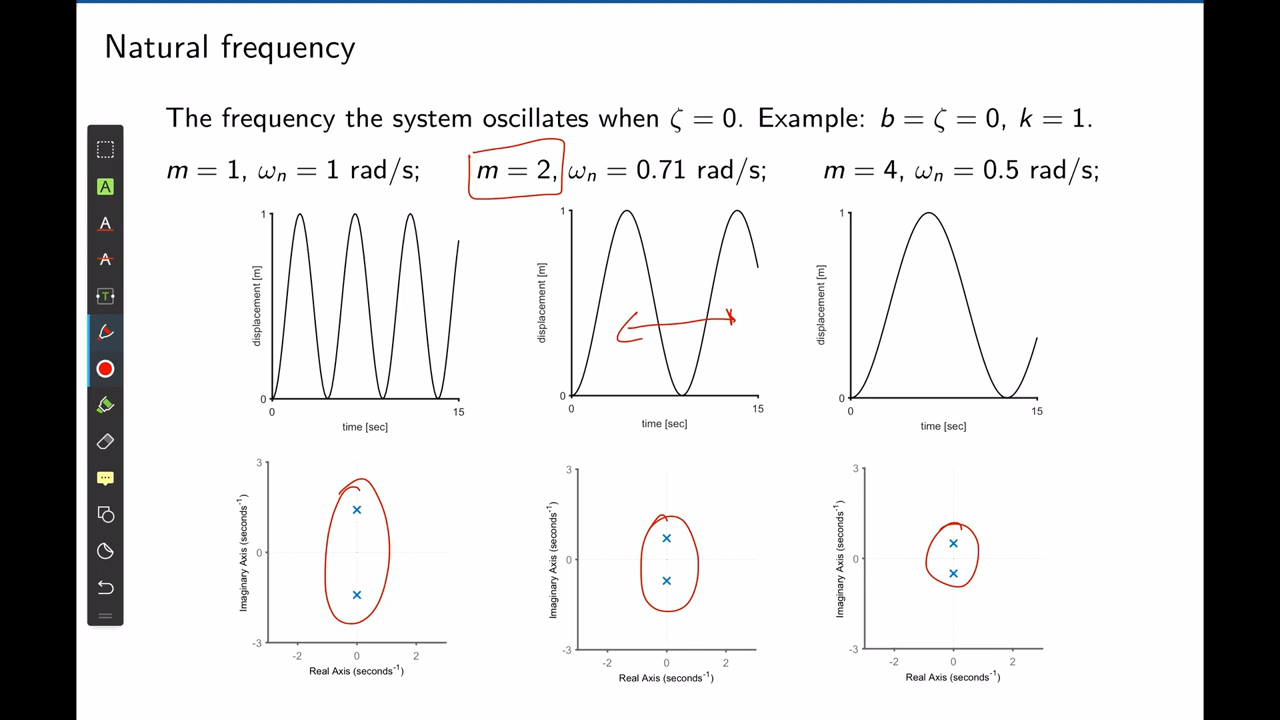 Natural frequency
The frequency the system oscillates when ζ = 0. Example: b = ζ = 0, k = 1.
m = 1, ωn = 1 rad/s; m = 2, ωn = 0.71 rad/s; m = 4, ωn = 0.5 rad/s;
A
A
A
T
1
displacement [m]
0
0 15
time [sec]
1
displacement [m]
0
0 15
time [sec]
1
displacement [m]
0
0 15
time [sec]
3
Imaginary Axis (seconds⁻¹)
0
-3
-2 0 2
Real Axis (seconds⁻¹)
3
Imaginary Axis (seconds⁻¹)
0
-3
-2 0 2
Real Axis (seconds⁻¹)
3
Imaginary Axis (seconds⁻¹)
0
-3
-2 0 2
Real Axis (seconds⁻¹)